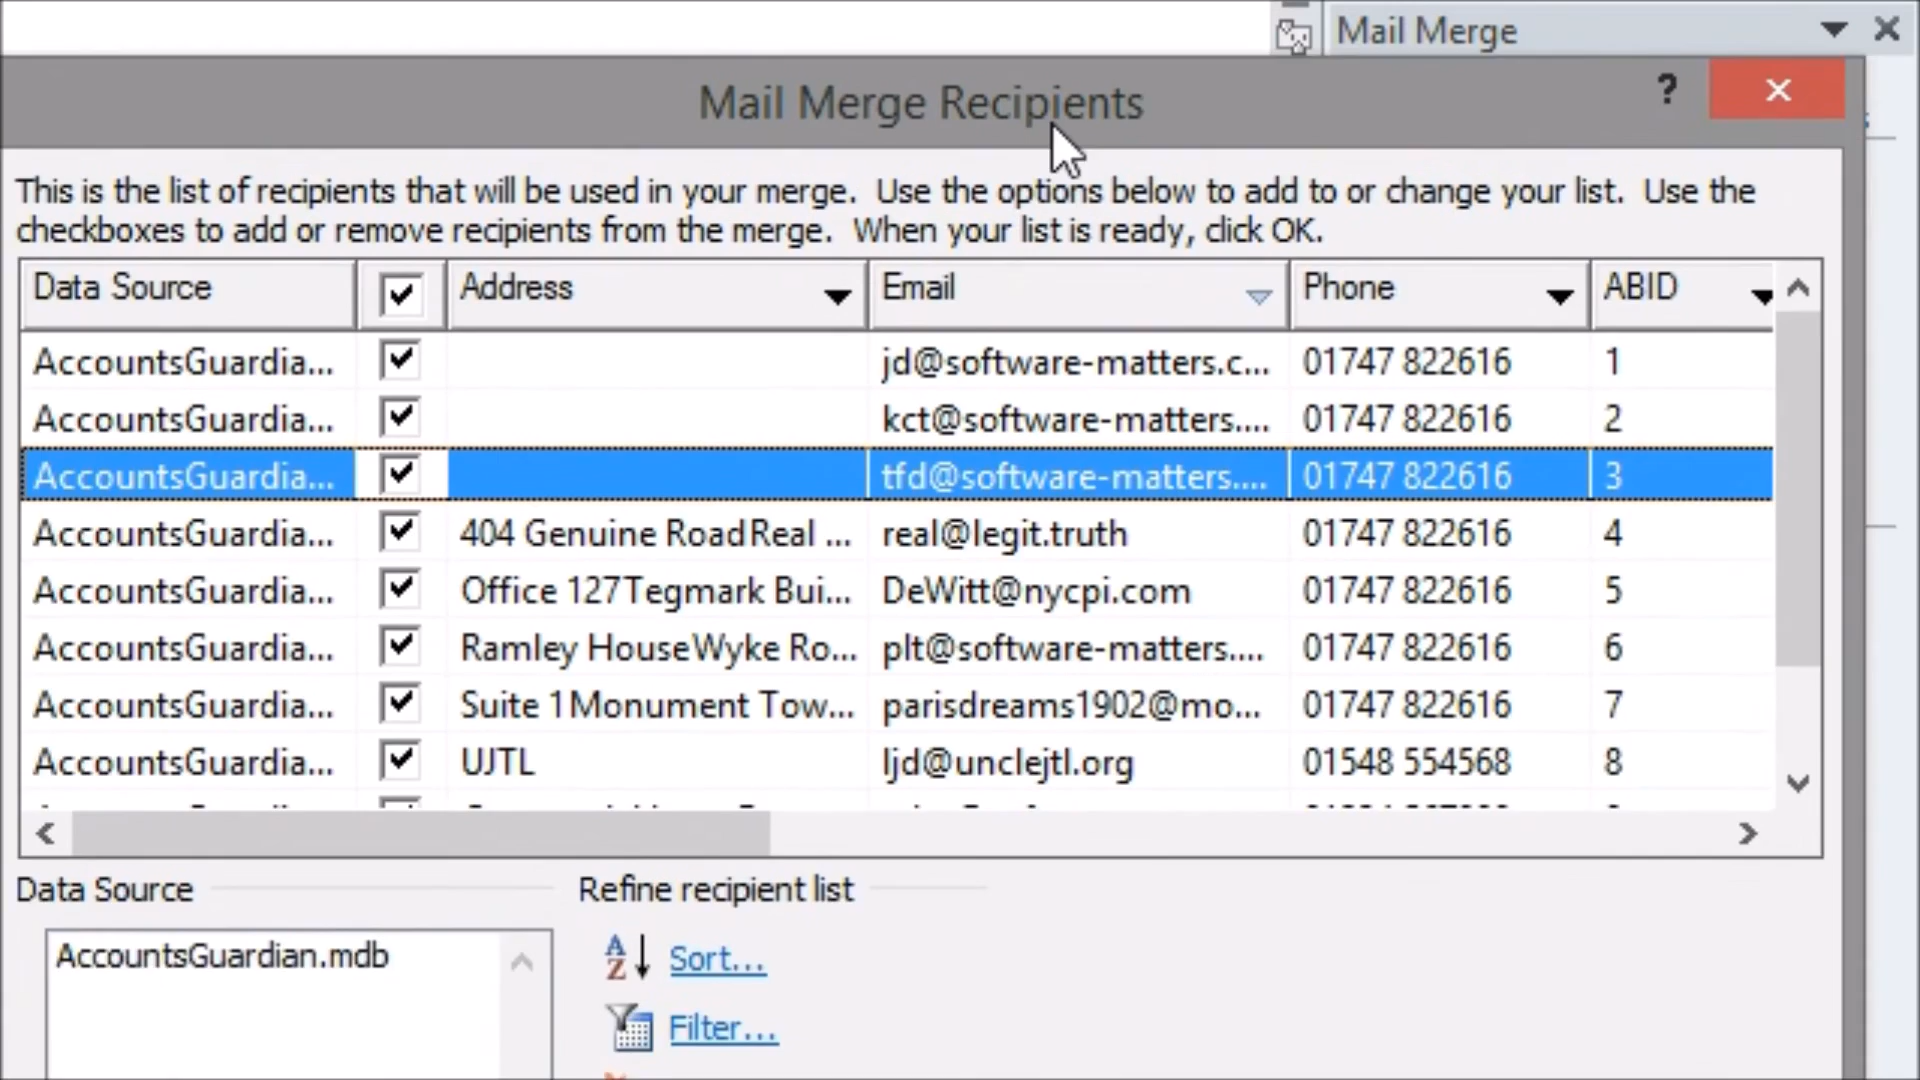 Mail Merge
Mail Merge Recipients
?
This is the list of recipients that will be used in your merge. Use the options below to add to or change your list. Use the
checkboxes to add or remove recipients from the merge. When your list is ready, click OK.
Data Source Address Email Phone ABID
AccountsGuardia... jd@software-matters.c... 01747 822616 1
AccountsGuardia... kct@software-matters.... 01747 822616 2
AccountsGuardia... tfd@software-matters.... 01747 822616 3
AccountsGuardia... 404 Genuine RoadReal ... real@legit.truth 01747 822616 4
AccountsGuardia... Office 127Tegmark Bui... DeWitt@nycpi.com 01747 822616 5
AccountsGuardia... Ramley HouseWyke Ro... plt@software-matters.... 01747 822616 6
AccountsGuardia... Suite 1Monument Tow... parisdreams1902@mo... 01747 822616 7
AccountsGuardia... UJTL ljd@unclejtl.org 01548 554568 8
Data Source Refine recipient list
AccountsGuardian.mdb
Sort...
Filter...